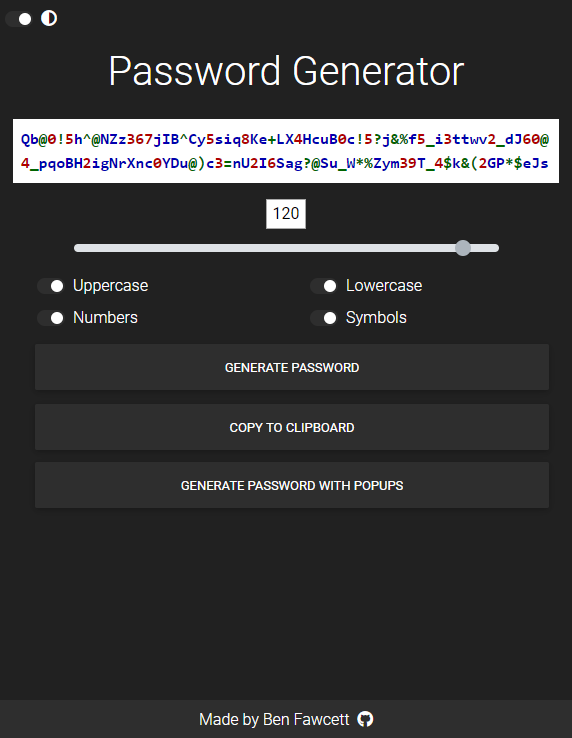 Password Generator
Qb@0!5h^@NZz367jIB^Cy5siq8Ke+LX4HcuB0c!5?j&%f5_i3ttwv2_dJ60@
4_pqoBH2igNrXnc0YDu@)c3=nU2I6Sag?@Su_W*%Zym39T_4$k&(2GP*$eJs
120
Uppercase Lowercase
Numbers Symbols
GENERATE PASSWORD
COPY TO CLIPBOARD
GENERATE PASSWORD WITH POPUPS
Made by Ben Fawcett